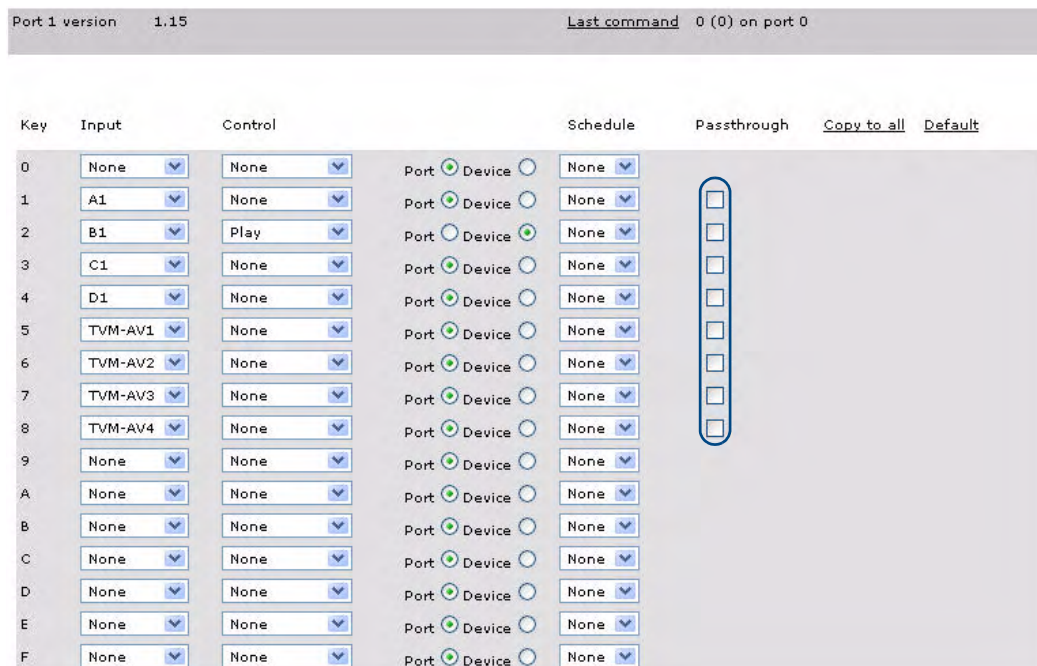 Port 1 version 1.15 Last command 0 (0) on port 0
Key Input Control Schedule Passthrough Copy to all Default
0 None None Port Device None
1 A1 None Port Device None
2 B1 Play Port Device None
3 C1 None Port Device None
4 D1 None Port Device None
5 TVM-AV1 None Port Device None
6 TVM-AV2 None Port Device None
7 TVM-AV3 None Port Device None
8 TVM-AV4 None Port Device None
9 None None Port Device None
A None None Port Device None
B None None Port Device None
C None None Port Device None
D None None Port Device None
E None None Port Device None
F None None Port Device None